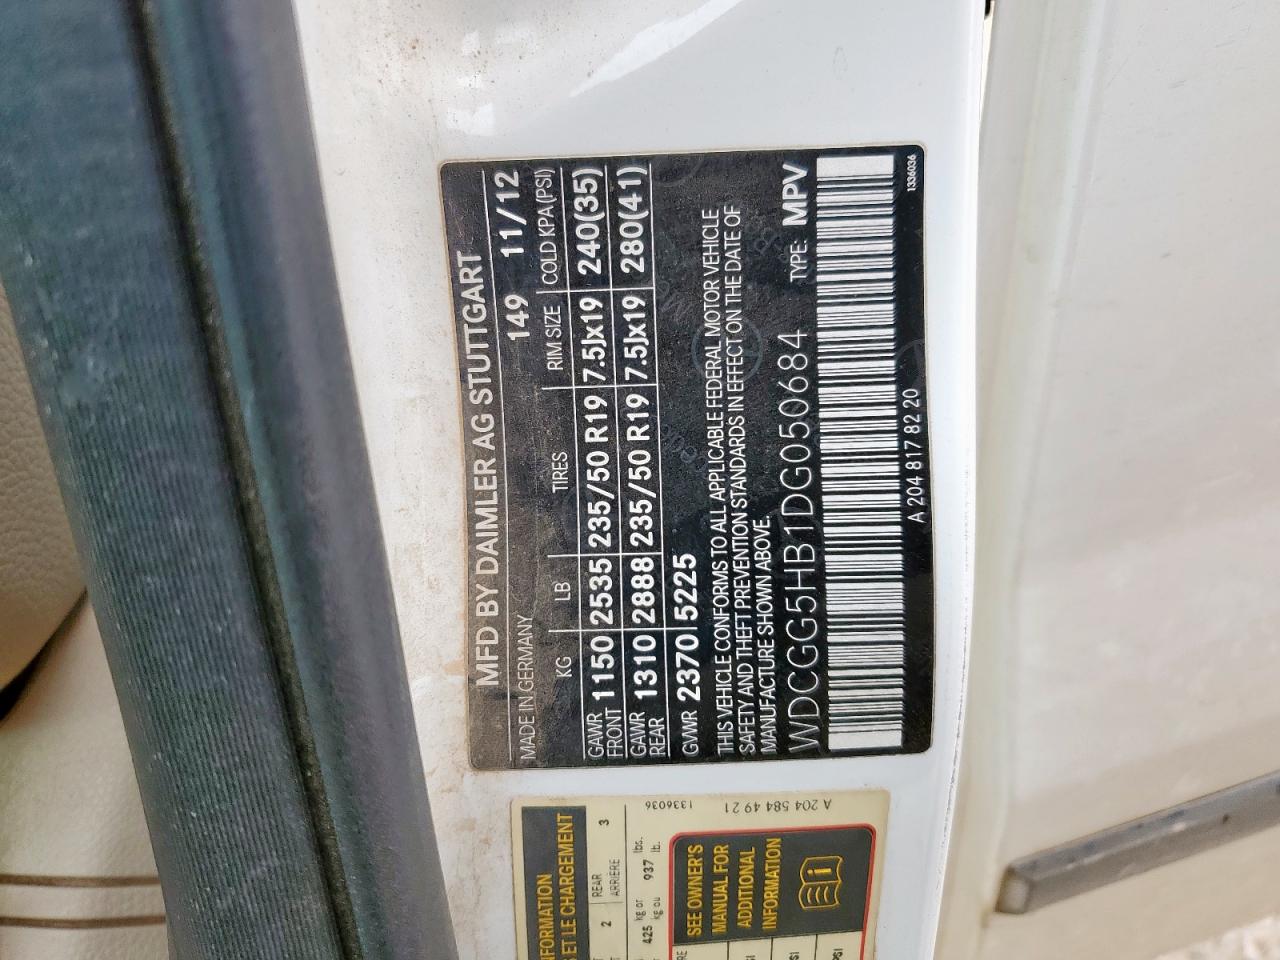 MFD BY DAIMLER AG STUTTGART
MADE IN GERMANY 149 11/12
KG LB TIRES RIM SIZE COLD KPA(PSI)
GAWR FRONT 1150 2535 235/50 R19 7.5Jx19 240(35)
GAWR REAR 1310 2888 235/50 R19 7.5Jx19 280(41)
GVWR 2370 5225
THIS VEHICLE CONFORMS TO ALL APPLICABLE FEDERAL MOTOR VEHICLE
SAFETY AND THEFT PREVENTION STANDARDS IN EFFECT ON THE DATE OF
MANUFACTURE SHOWN ABOVE.
WDCGG5HB1DG050684 TYPE: MPV
A 204 817 82 20 1336036
ET LE CHARGEMENT
2 REAR 3
ARRIÈRE
425 kg or 937 lbs.
kg ou lb.
SEE OWNER'S
MANUAL FOR
ADDITIONAL
INFORMATION
1336036 A 204 584 49 21